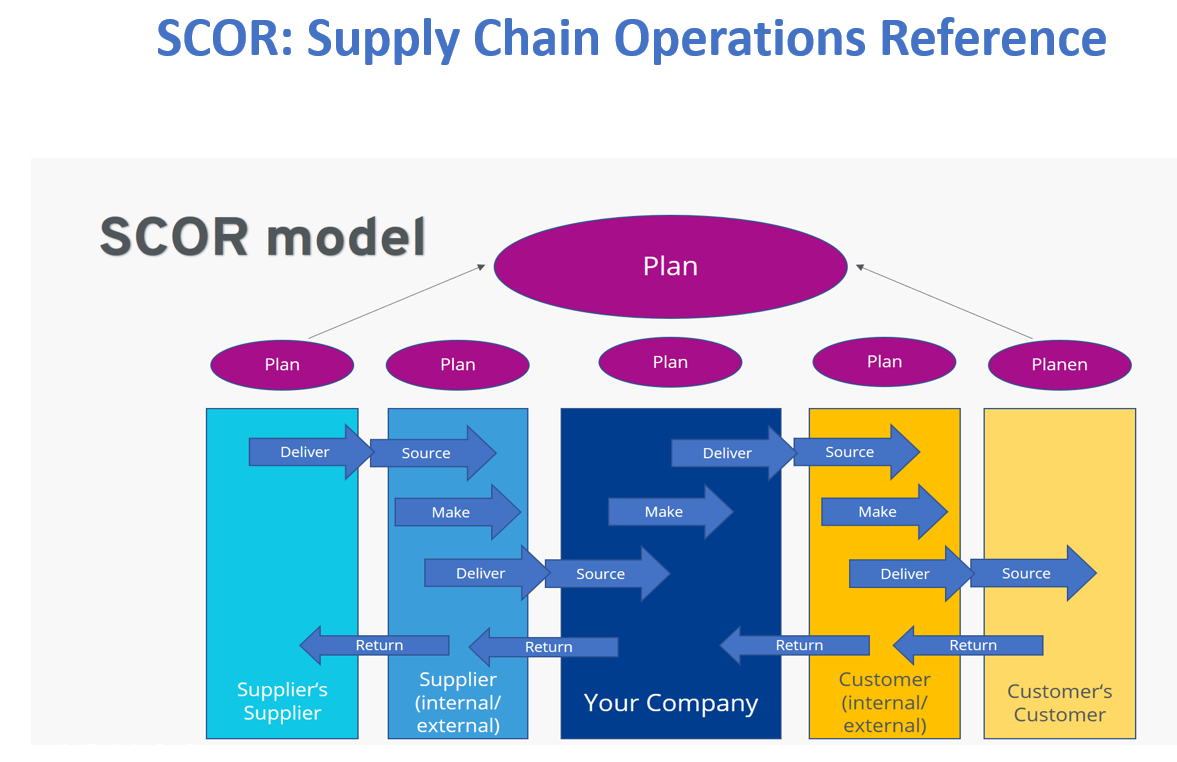 SCOR: Supply Chain Operations Reference
SCOR model
Plan
Plan
Plan
Plan
Plan
Planen
Deliver
Source
Deliver
Source
Make
Make
Make
Deliver
Source
Deliver
Source
Return
Return
Return
Return
Supplier‘s
Supplier
Supplier
(internal/
external)
Your Company
Customer
(internal/
external)
Customer‘s
Customer